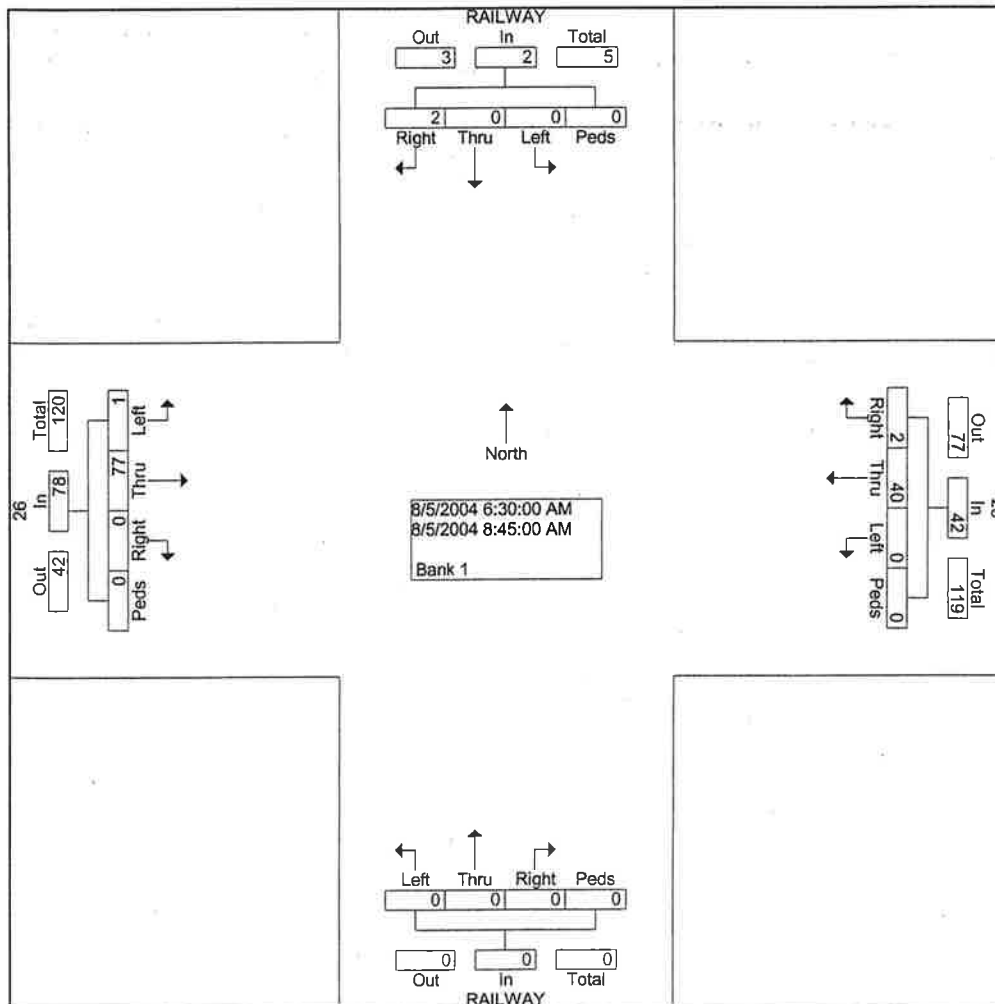 RAILWAY
Out In Total
3 2 5
2 0 0 0
Right Thru Left Peds
North
8/5/2004 6:30:00 AM
8/5/2004 8:45:00 AM
Bank 1
26
Total In Out
120 78 42
1 77 0 0
Left Thru Right Peds
Out In Total
77 42 119
2 40 0 0
Right Thru Left Peds
Left Thru Right Peds
0 0 0 0
0 0 0
Out In Total
RAILWAY